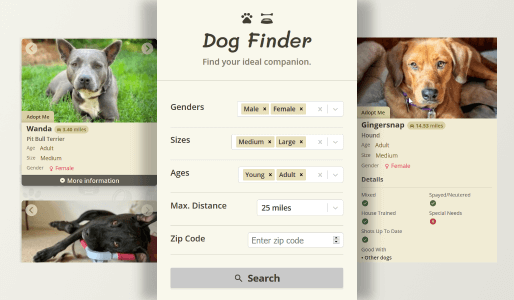 Dog Finder
Find your ideal companion.
Genders
Male × Female × ×
Sizes
Medium × Large × ×
Ages
Young × Adult × ×
Max. Distance
25 miles
Zip Code
Enter zip code
Search
Adopt Me
Wanda 3.45 miles
Pit Bull Terrier
Age Adult
Size Medium
Gender Female
More information
Adopt Me
Gingersnap 14.53 miles
Hound
Age Adult
Size Medium
Gender Female
Details
Mixed Spayed/Neutered
House Trained Special Needs
Shots Up To Date
Good With
• Other dogs